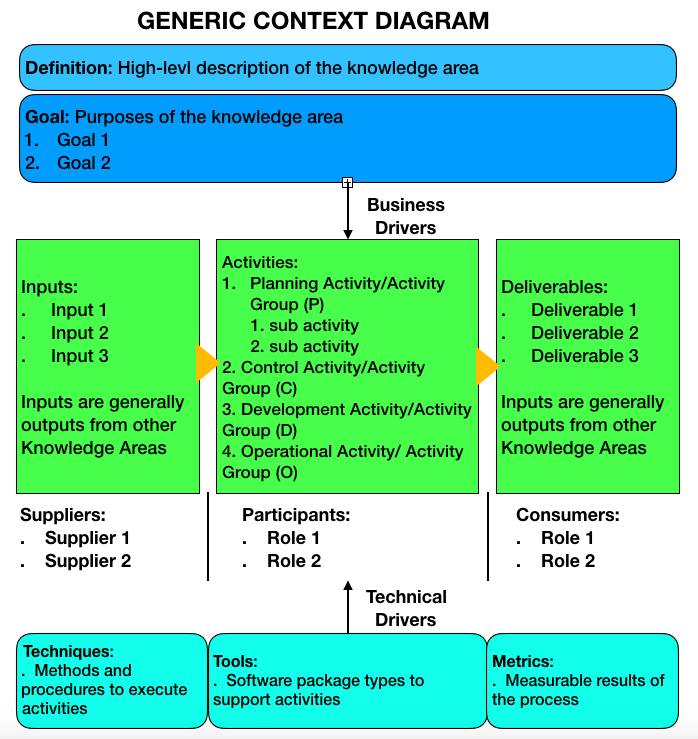 GENERIC CONTEXT DIAGRAM
Definition: High-levl description of the knowledge area
Goal: Purposes of the knowledge area
1. Goal 1
2. Goal 2
Business
Drivers
Inputs:
. Input 1
. Input 2
. Input 3
Inputs are generally
outputs from other
Knowledge Areas
Activities:
1. Planning Activity/Activity
Group (P)
1. sub activity
2. sub activity
2. Control Activity/Activity
Group (C)
3. Development Activity/Activity
Group (D)
4. Operational Activity/ Activity
Group (O)
Deliverables:
. Deliverable 1
. Deliverable 2
. Deliverable 3
Inputs are generally
outputs from other
Knowledge Areas
Suppliers:
. Supplier 1
. Supplier 2
Participants:
. Role 1
. Role 2
Consumers:
. Role 1
. Role 2
Technical
Drivers
Techniques:
. Methods and
procedures to execute
activities
Tools:
. Software package types to
support activities
Metrics:
. Measurable results of
the process